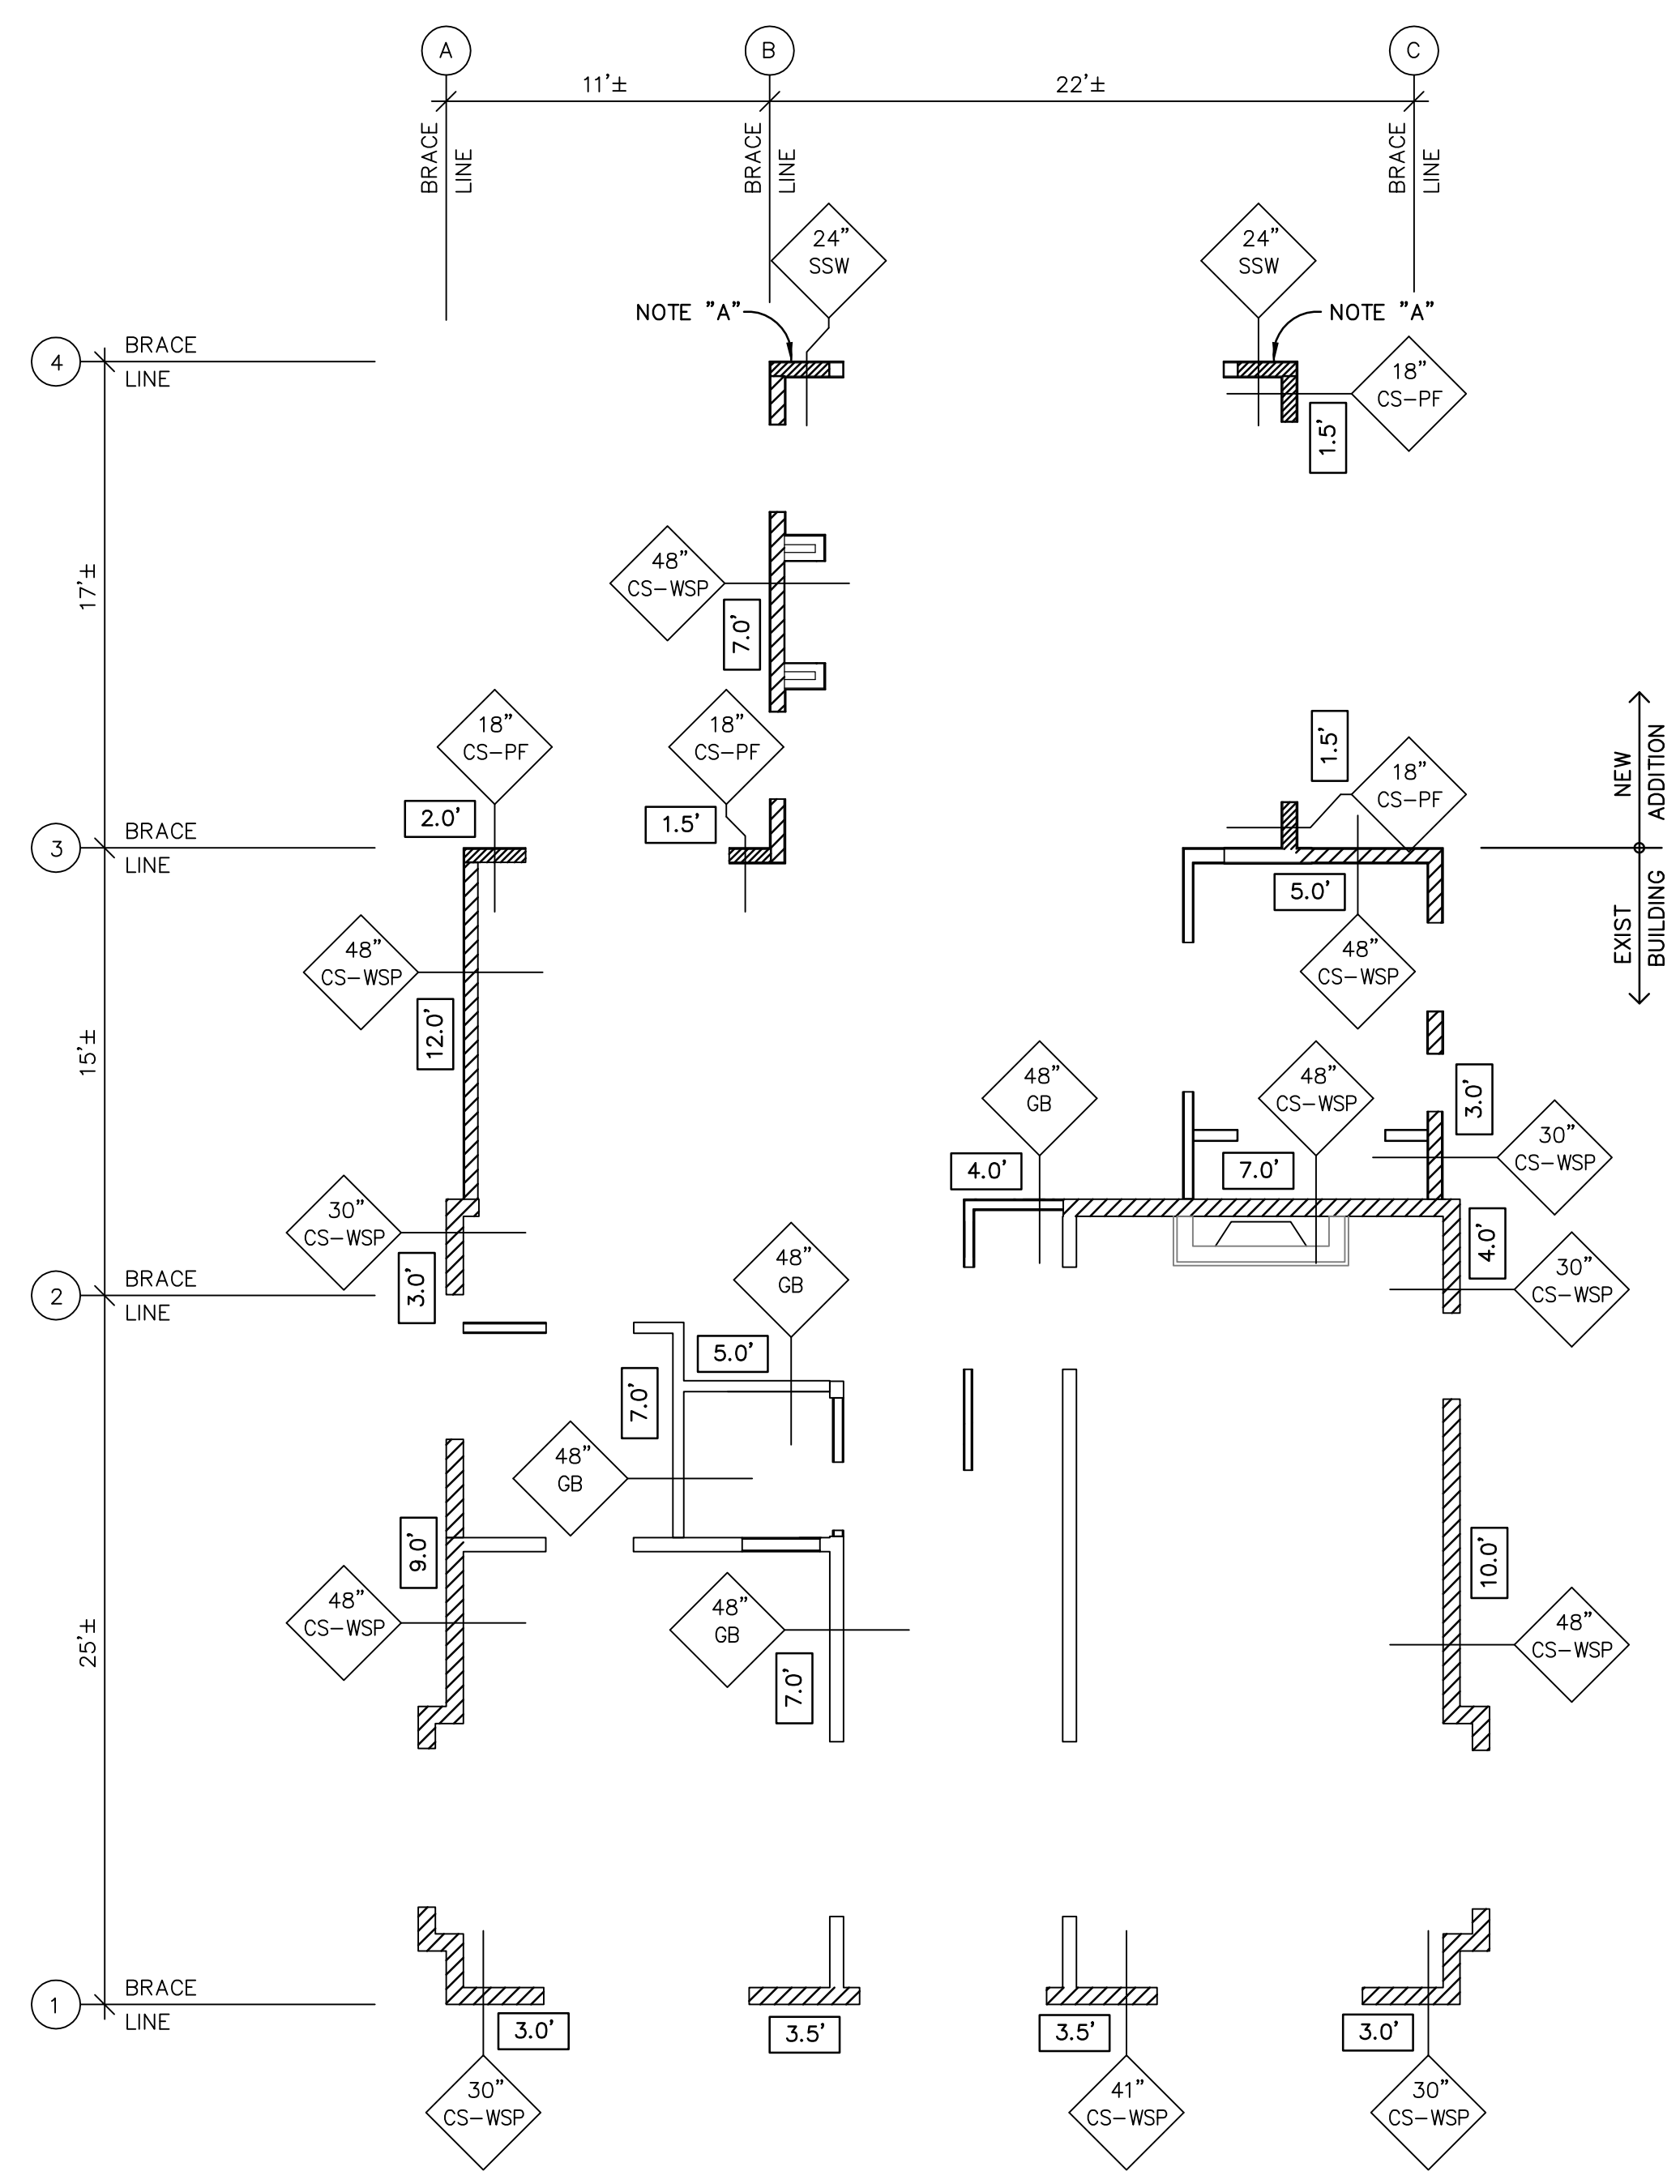 A
B
C
11'±
22'±
BRACE
LINE
BRACE
LINE
BRACE
LINE
24"
SSW
24"
SSW
NOTE "A"
NOTE "A"
4
BRACE
LINE
18"
CS-PF
1.5'
17'±
48"
CS-WSP
7.0'
18"
CS-PF
18"
CS-PF
1.5'
18"
CS-PF
NEW
ADDITION
2.0'
1.5'
3
BRACE
LINE
5.0'
EXIST
BUILDING
48"
CS-WSP
48"
CS-WSP
12.0'
15'±
48"
GB
48"
CS-WSP
3.0'
30"
CS-WSP
4.0'
7.0'
30"
CS-WSP
4.0'
30"
CS-WSP
3.0'
48"
GB
2
BRACE
LINE
5.0'
7.0'
48"
GB
9.0'
10.0'
48"
CS-WSP
48"
GB
48"
CS-WSP
25'±
7.0'
1
BRACE
LINE
3.0'
3.5'
3.5'
3.0'
30"
CS-WSP
41"
CS-WSP
30"
CS-WSP